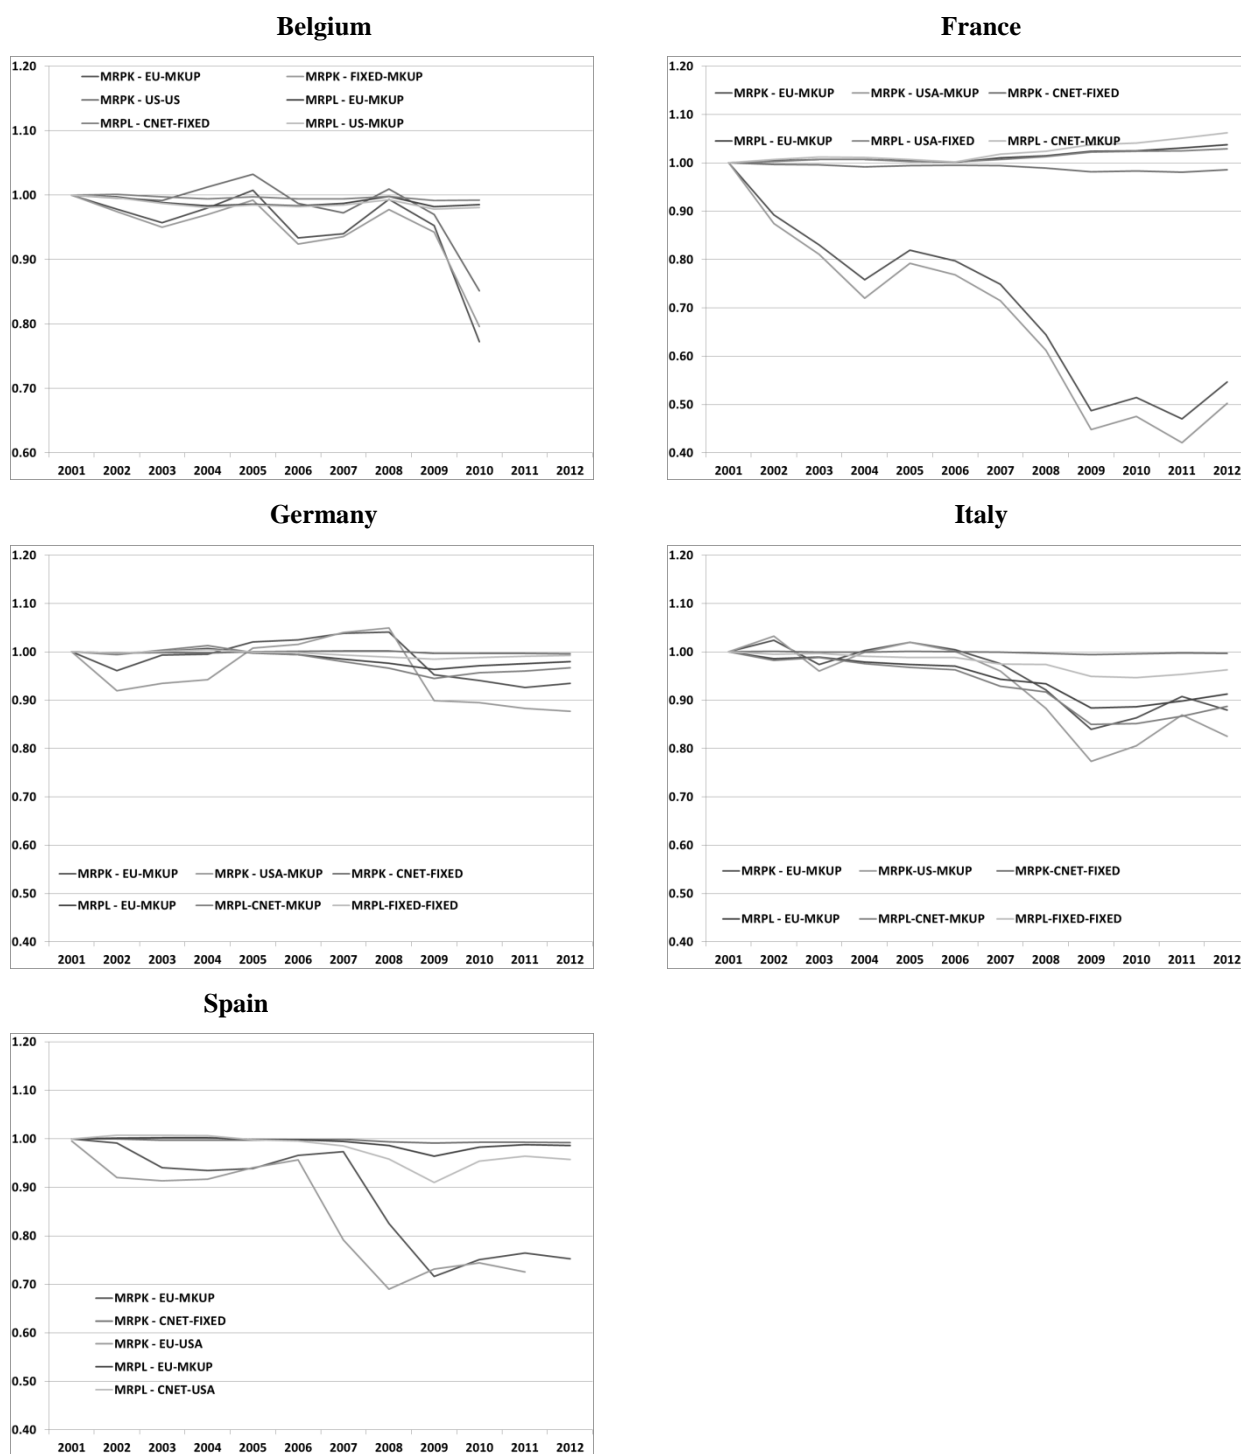 Belgium
1.20
MRPK - EU-MKUP MRPK - FIXED-MKUP
MRPK - US-US MRPL - EU-MKUP
MRPL - CNET-FIXED MRPL - US-MKUP
1.10
1.00
0.90
0.80
0.70
0.60
2001 2002 2003 2004 2005 2006 2007 2008 2009 2010 2011 2012
France
1.20
MRPK - EU-MKUP MRPK - USA-MKUP MRPK - CNET-FIXED
MRPL - EU-MKUP MRPL - USA-FIXED MRPL - CNET-MKUP
1.10
1.00
0.90
0.80
0.70
0.60
0.50
0.40
2001 2002 2003 2004 2005 2006 2007 2008 2009 2010 2011 2012
Germany
1.20
1.10
1.00
0.90
0.80
0.70
0.60
MRPK - EU-MKUP MRPK - USA-MKUP MRPK - CNET-FIXED
0.50
MRPL - EU-MKUP MRPL-CNET-MKUP MRPL-FIXED-FIXED
0.40
2001 2002 2003 2004 2005 2006 2007 2008 2009 2010 2011 2012
Italy
1.20
1.10
1.00
0.90
0.80
0.70
0.60
MRPK - EU-MKUP MRPK-US-MKUP MRPK-CNET-FIXED
0.50
MRPL - EU-MKUP MRPL-CNET-MKUP MRPL-FIXED-FIXED
0.40
2001 2002 2003 2004 2005 2006 2007 2008 2009 2010 2011 2012
Spain
1.20
1.10
1.00
0.90
0.80
0.70
MRPK - EU-MKUP
MRPK - CNET-FIXED
0.60
MRPK - EU-USA
MRPL - EU-MKUP
0.50
MRPL - CNET-USA
0.40
2001 2002 2003 2004 2005 2006 2007 2008 2009 2010 2011 2012